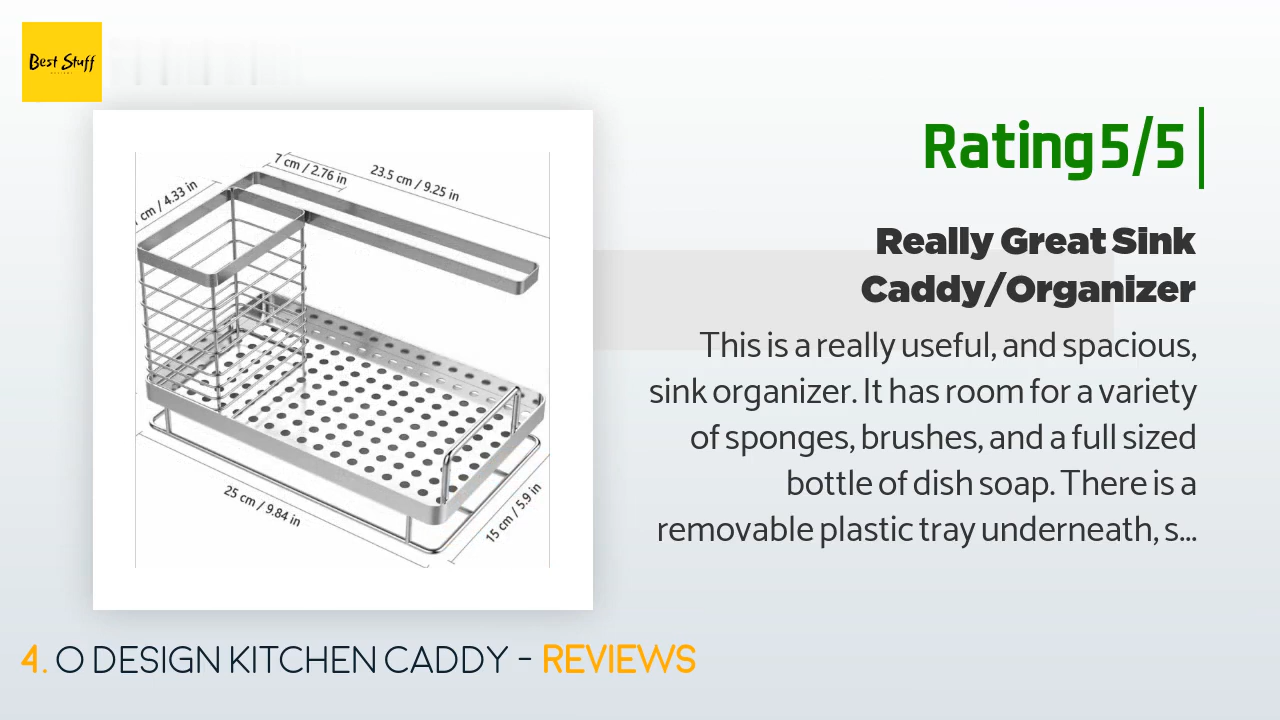 Best Stuff
Rating 5/5
7 cm / 2.76 in
23.5 cm / 9.25 in
cm / 4.33 in
25 cm / 9.84 in
15 cm / 5.9 in
Really Great Sink
Caddy/Organizer
This is a really useful, and spacious,
sink organizer. It has room for a variety
of sponges, brushes, and a full sized
bottle of dish soap. There is a
removable plastic tray underneath, s...
4. O DESIGN KITCHEN CADDY - REVIEWS